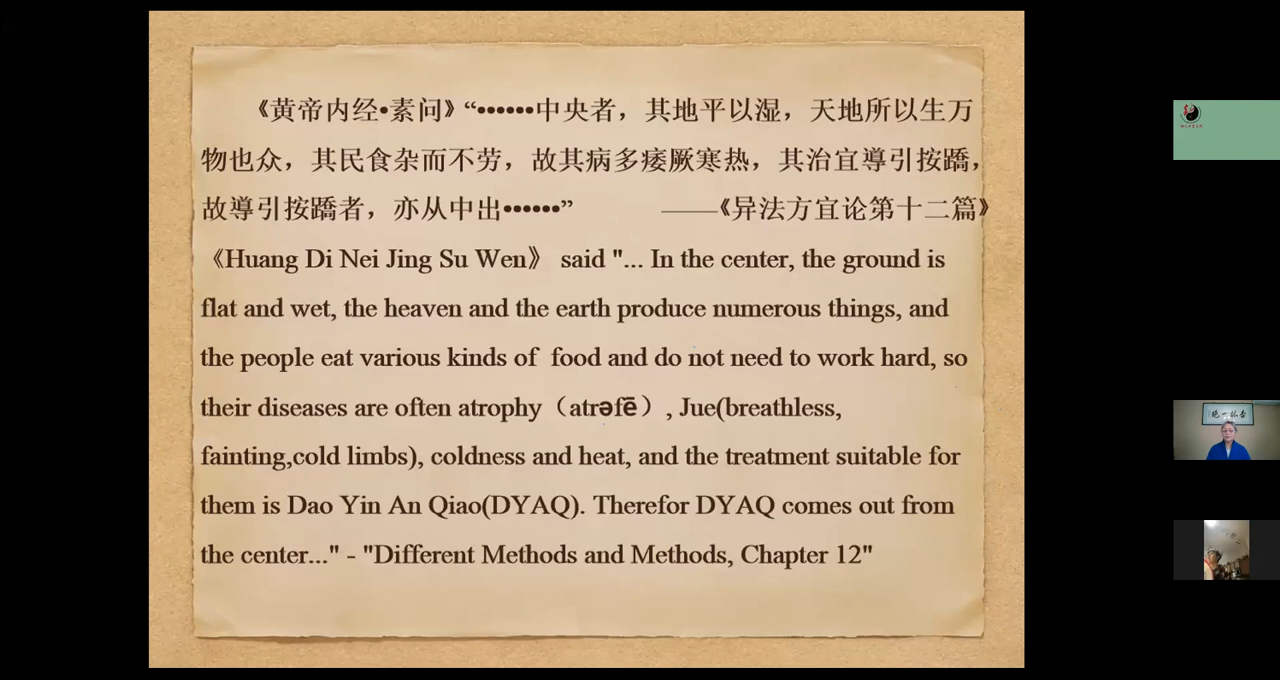 《黄帝内经•素问》“••••••中央者，其地平以湿，天地所以生万
物也众，其民食杂而不劳，故其病多痿厥寒热，其治宜導引按蹻，
故導引按蹻者，亦从中出••••••” ——《异法方宜论第十二篇》
《Huang Di Nei Jing Su Wen》 said "... In the center, the ground is
flat and wet, the heaven and the earth produce numerous things, and
the people eat various kinds of food and do not need to work hard, so
their diseases are often atrophy（atrəfē）, Jue(breathless,
fainting,cold limbs), coldness and heat, and the treatment suitable for
them is Dao Yin An Qiao(DYAQ). Therefor DYAQ comes out from
the center..." - "Different Methods and Methods, Chapter 12"